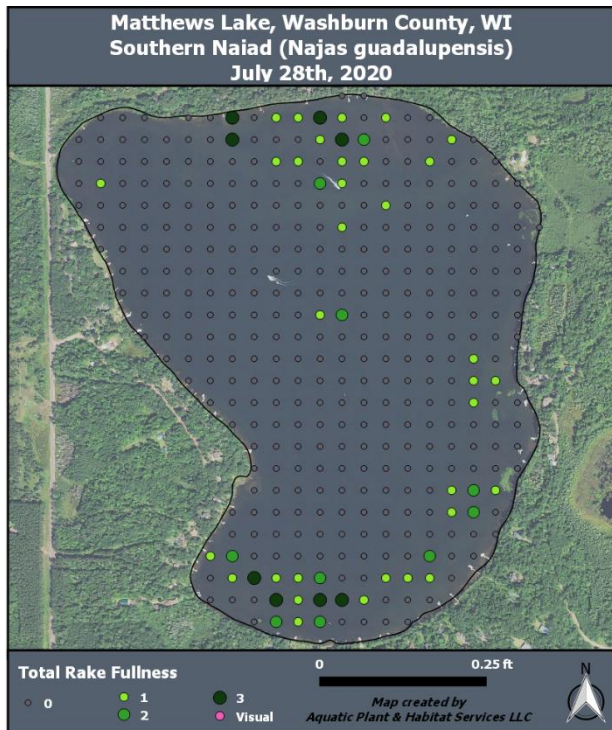 Matthews Lake, Washburn County, WI
Southern Naiad (Najas guadalupensis)
July 28th, 2020
Total Rake Fullness
0
1
2
3
Visual
0 0.25 ft
Map created by
Aquatic Plant & Habitat Services LLC
N